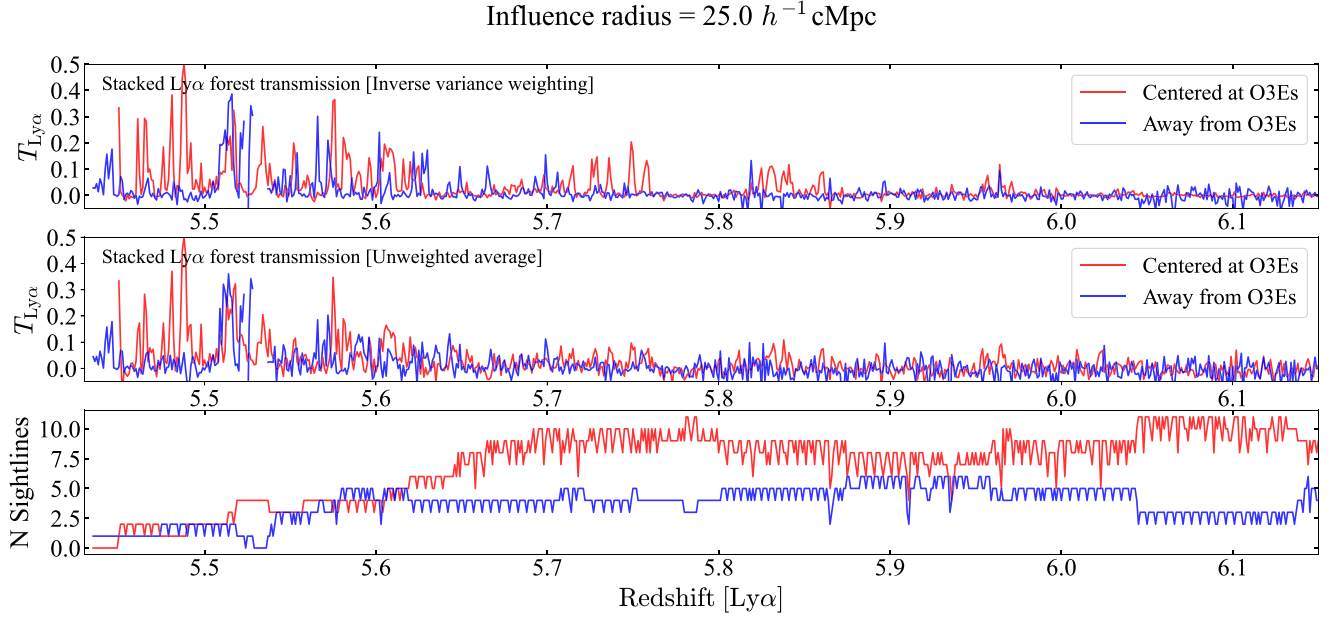 Influence radius = 25.0 h⁻¹ cMpc
0.5
0.4
0.3
0.2
0.1
0.0
T_Lyα
Stacked Lyα forest transmission [Inverse variance weighting]
Centered at O3Es
Away from O3Es
5.5 5.6 5.7 5.8 5.9 6.0 6.1
0.5
0.4
0.3
0.2
0.1
0.0
T_Lyα
Stacked Lyα forest transmission [Unweighted average]
Centered at O3Es
Away from O3Es
5.5 5.6 5.7 5.8 5.9 6.0 6.1
10.0
7.5
5.0
2.5
0.0
N Sightlines
5.5 5.6 5.7 5.8 5.9 6.0 6.1
Redshift [Lyα]